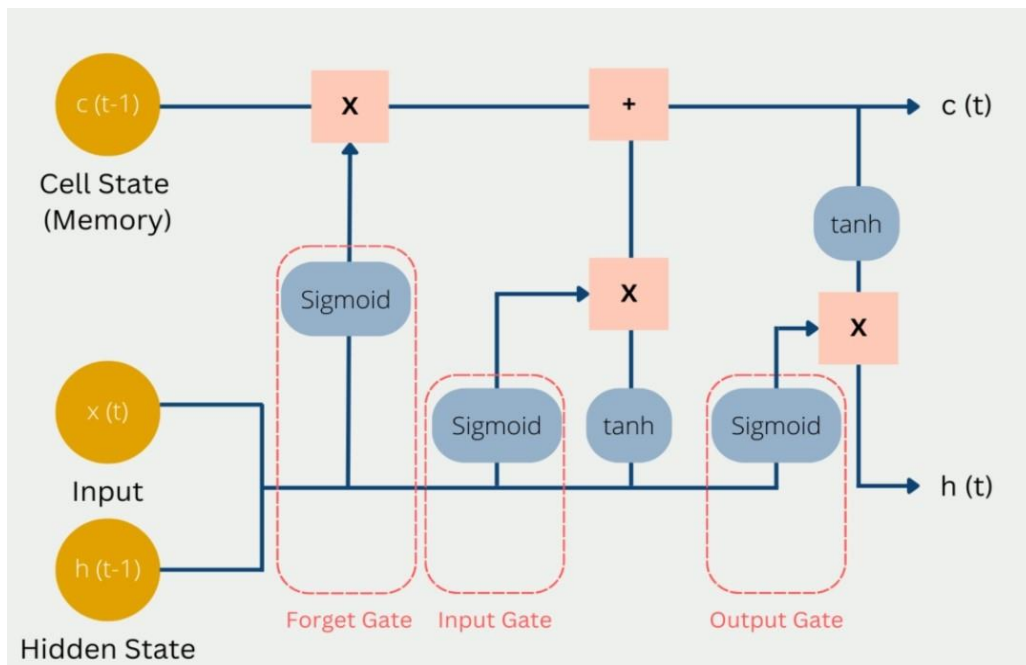 c (t-1)
X
+
c (t)
Cell State
(Memory)
tanh
Sigmoid
X
X
x (t)
Sigmoid
tanh
Sigmoid
Input
h (t)
h (t-1)
Forget Gate
Input Gate
Output Gate
Hidden State